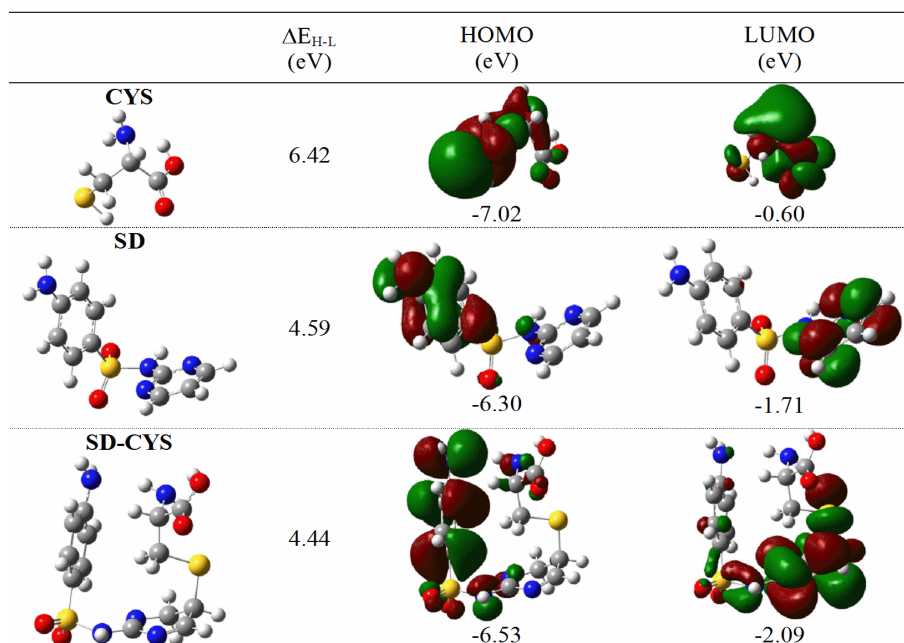 ΔE_H-L HOMO LUMO
(eV) (eV) (eV)
CYS
6.42
-7.02 -0.60
SD
4.59
-6.30 -1.71
SD-CYS
4.44
-6.53 -2.09